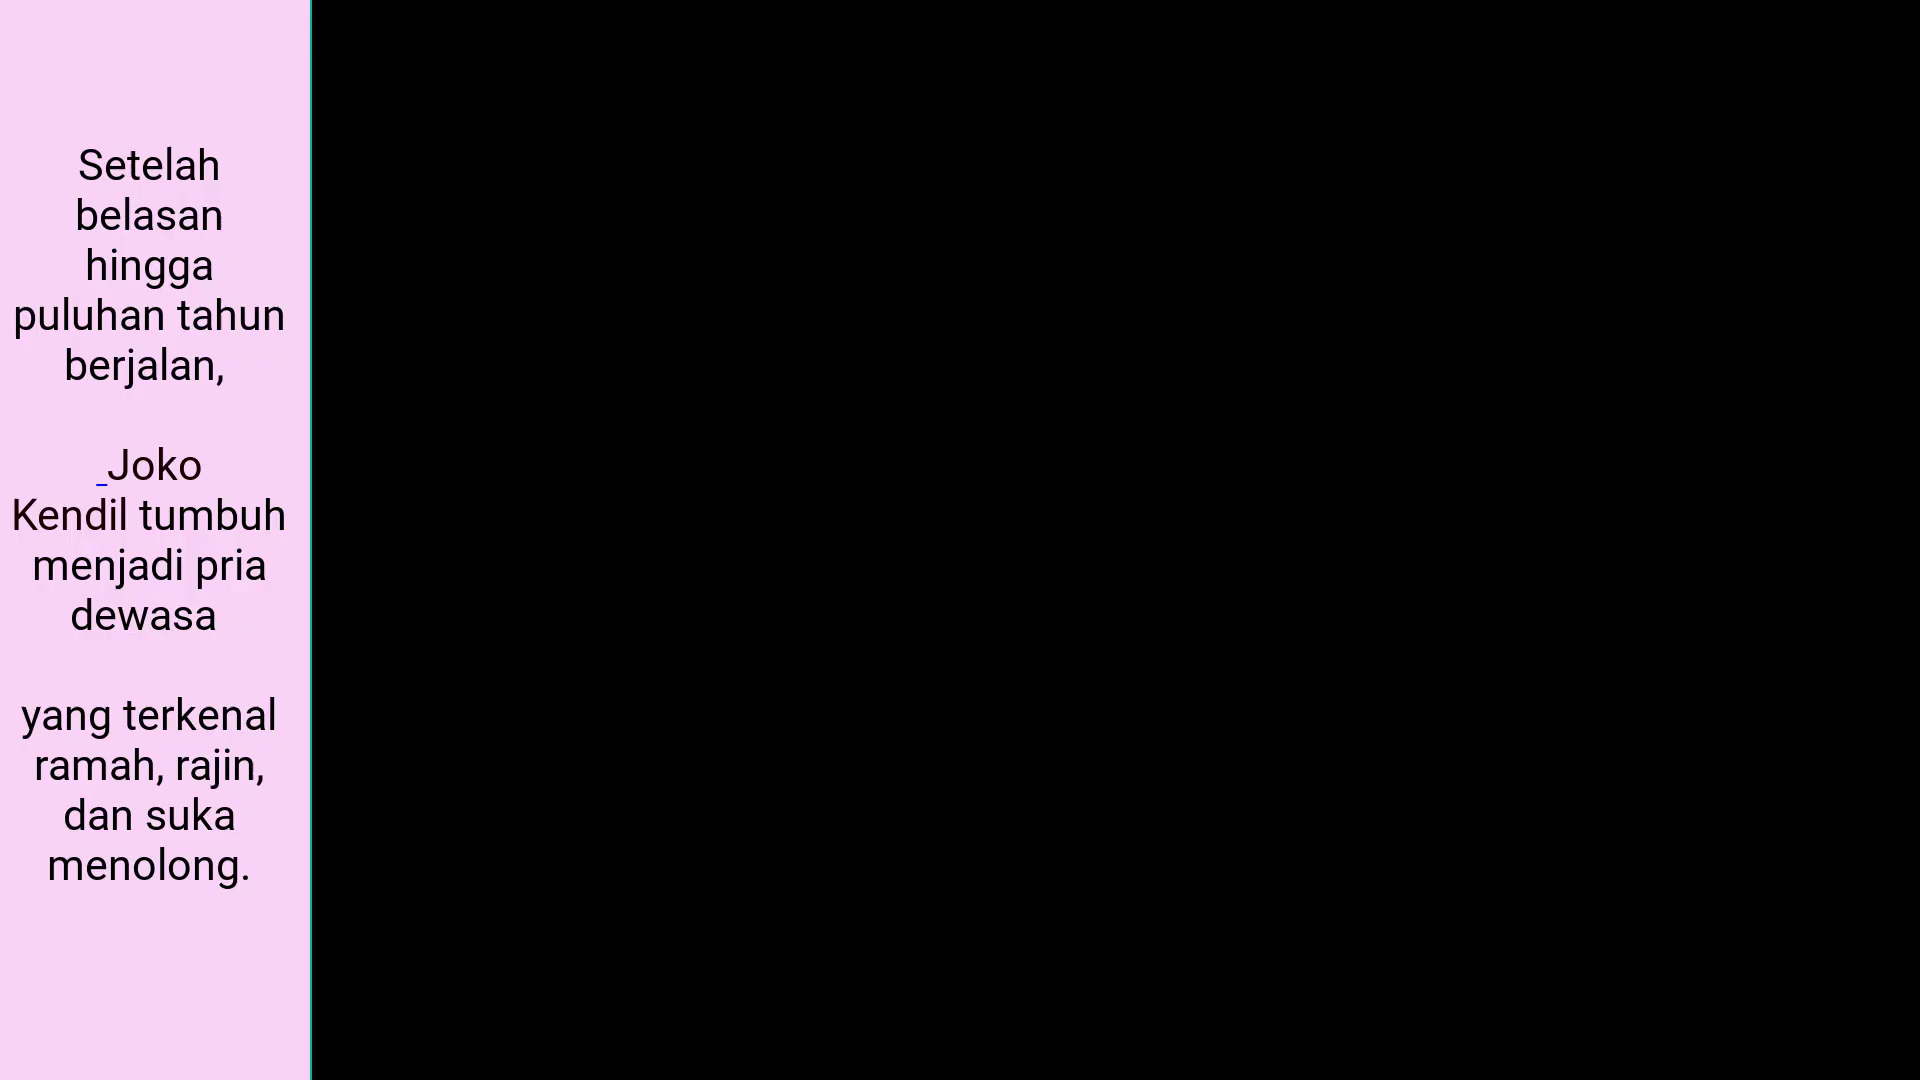 Setelah
belasan
hingga
puluhan tahun
berjalan,
Joko
Kendil tumbuh
menjadi pria
dewasa
yang terkenal
ramah, rajin,
dan suka
menolong.